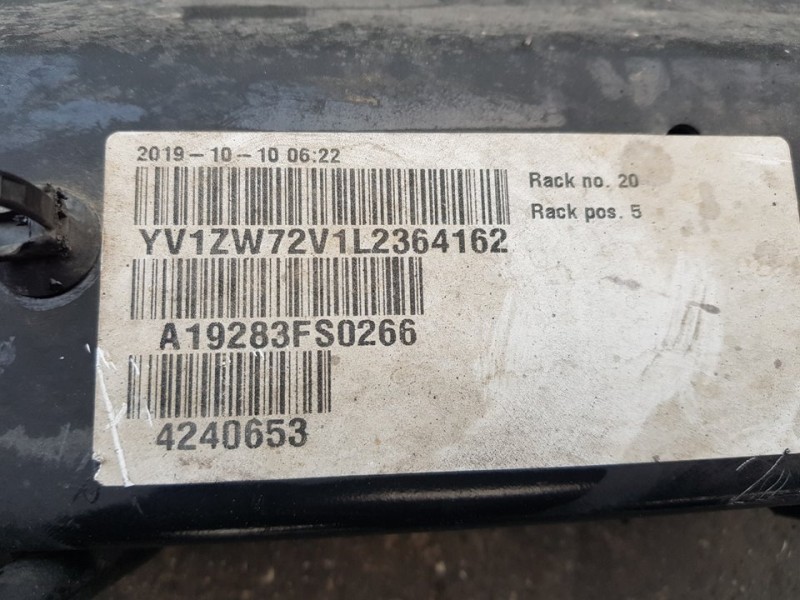 2019-10-10 06:22
Rack no. 20
Rack pos. 5
YV1ZW72V1L2364162
A19283FS0266
4240653